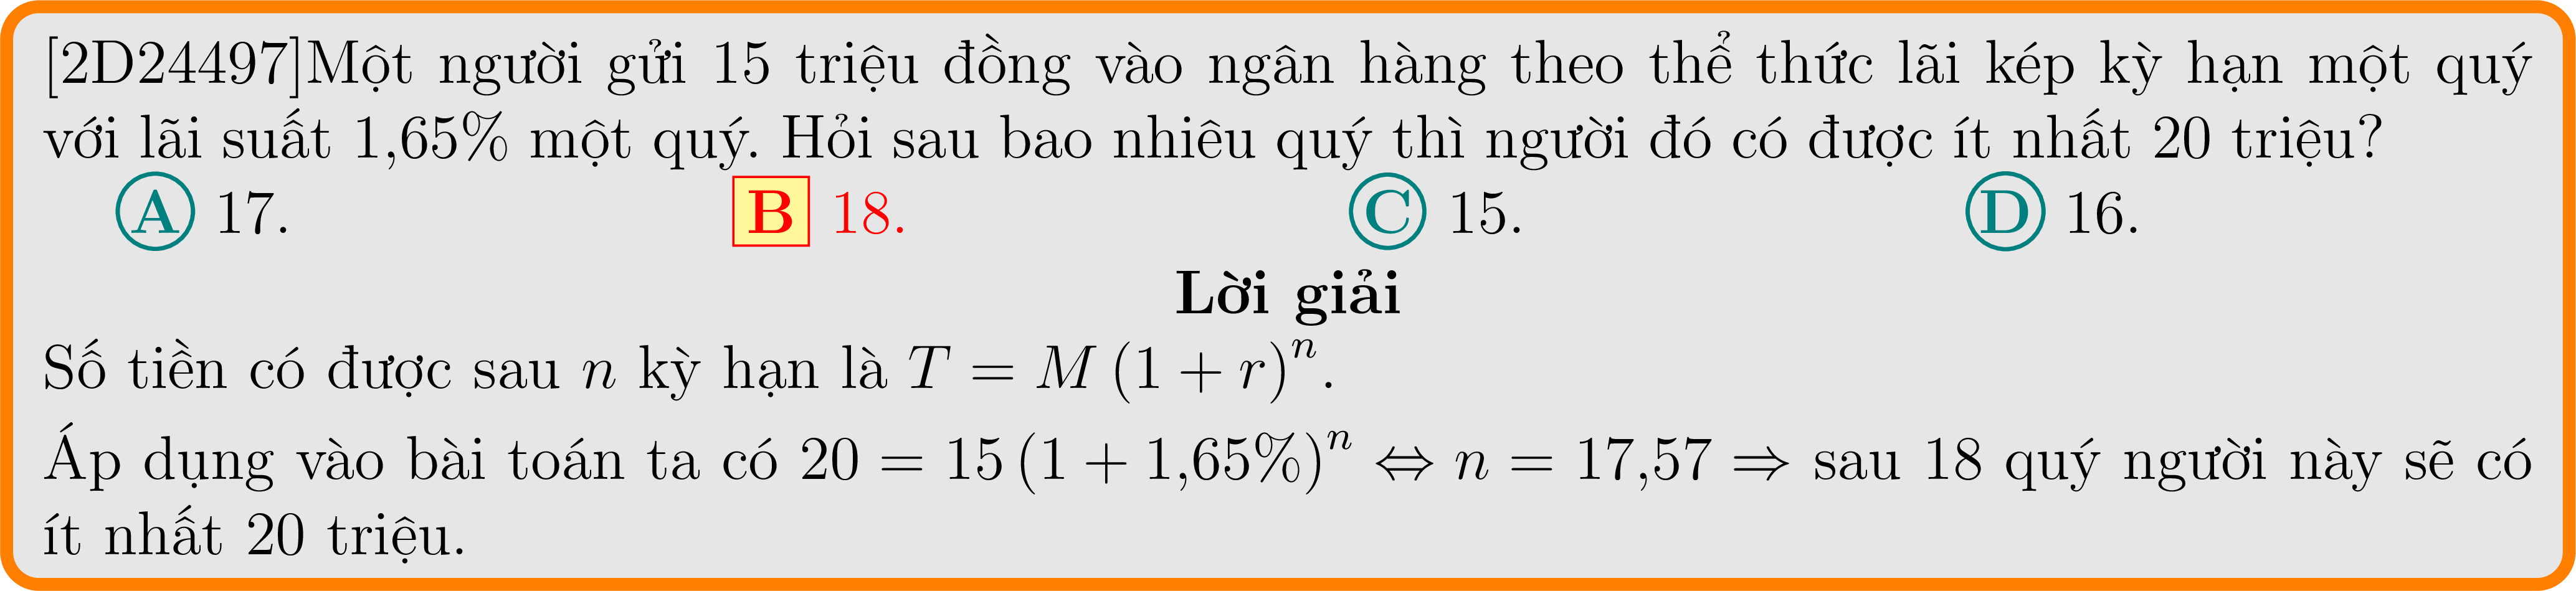 [2D24497]Một người gửi 15 triệu đồng vào ngân hàng theo thể thức lãi kép kỳ hạn một quý
với lãi suất 1,65% một quý. Hỏi sau bao nhiêu quý thì người đó có được ít nhất 20 triệu?
A 17. B 18. C 15. D 16.
Lời giải
Số tiền có được sau n kỳ hạn là T = M (1 + r)ⁿ.
Áp dụng vào bài toán ta có 20 = 15 (1 + 1,65%)ⁿ ⇔ n = 17,57 ⇒ sau 18 quý người này sẽ có
ít nhất 20 triệu.